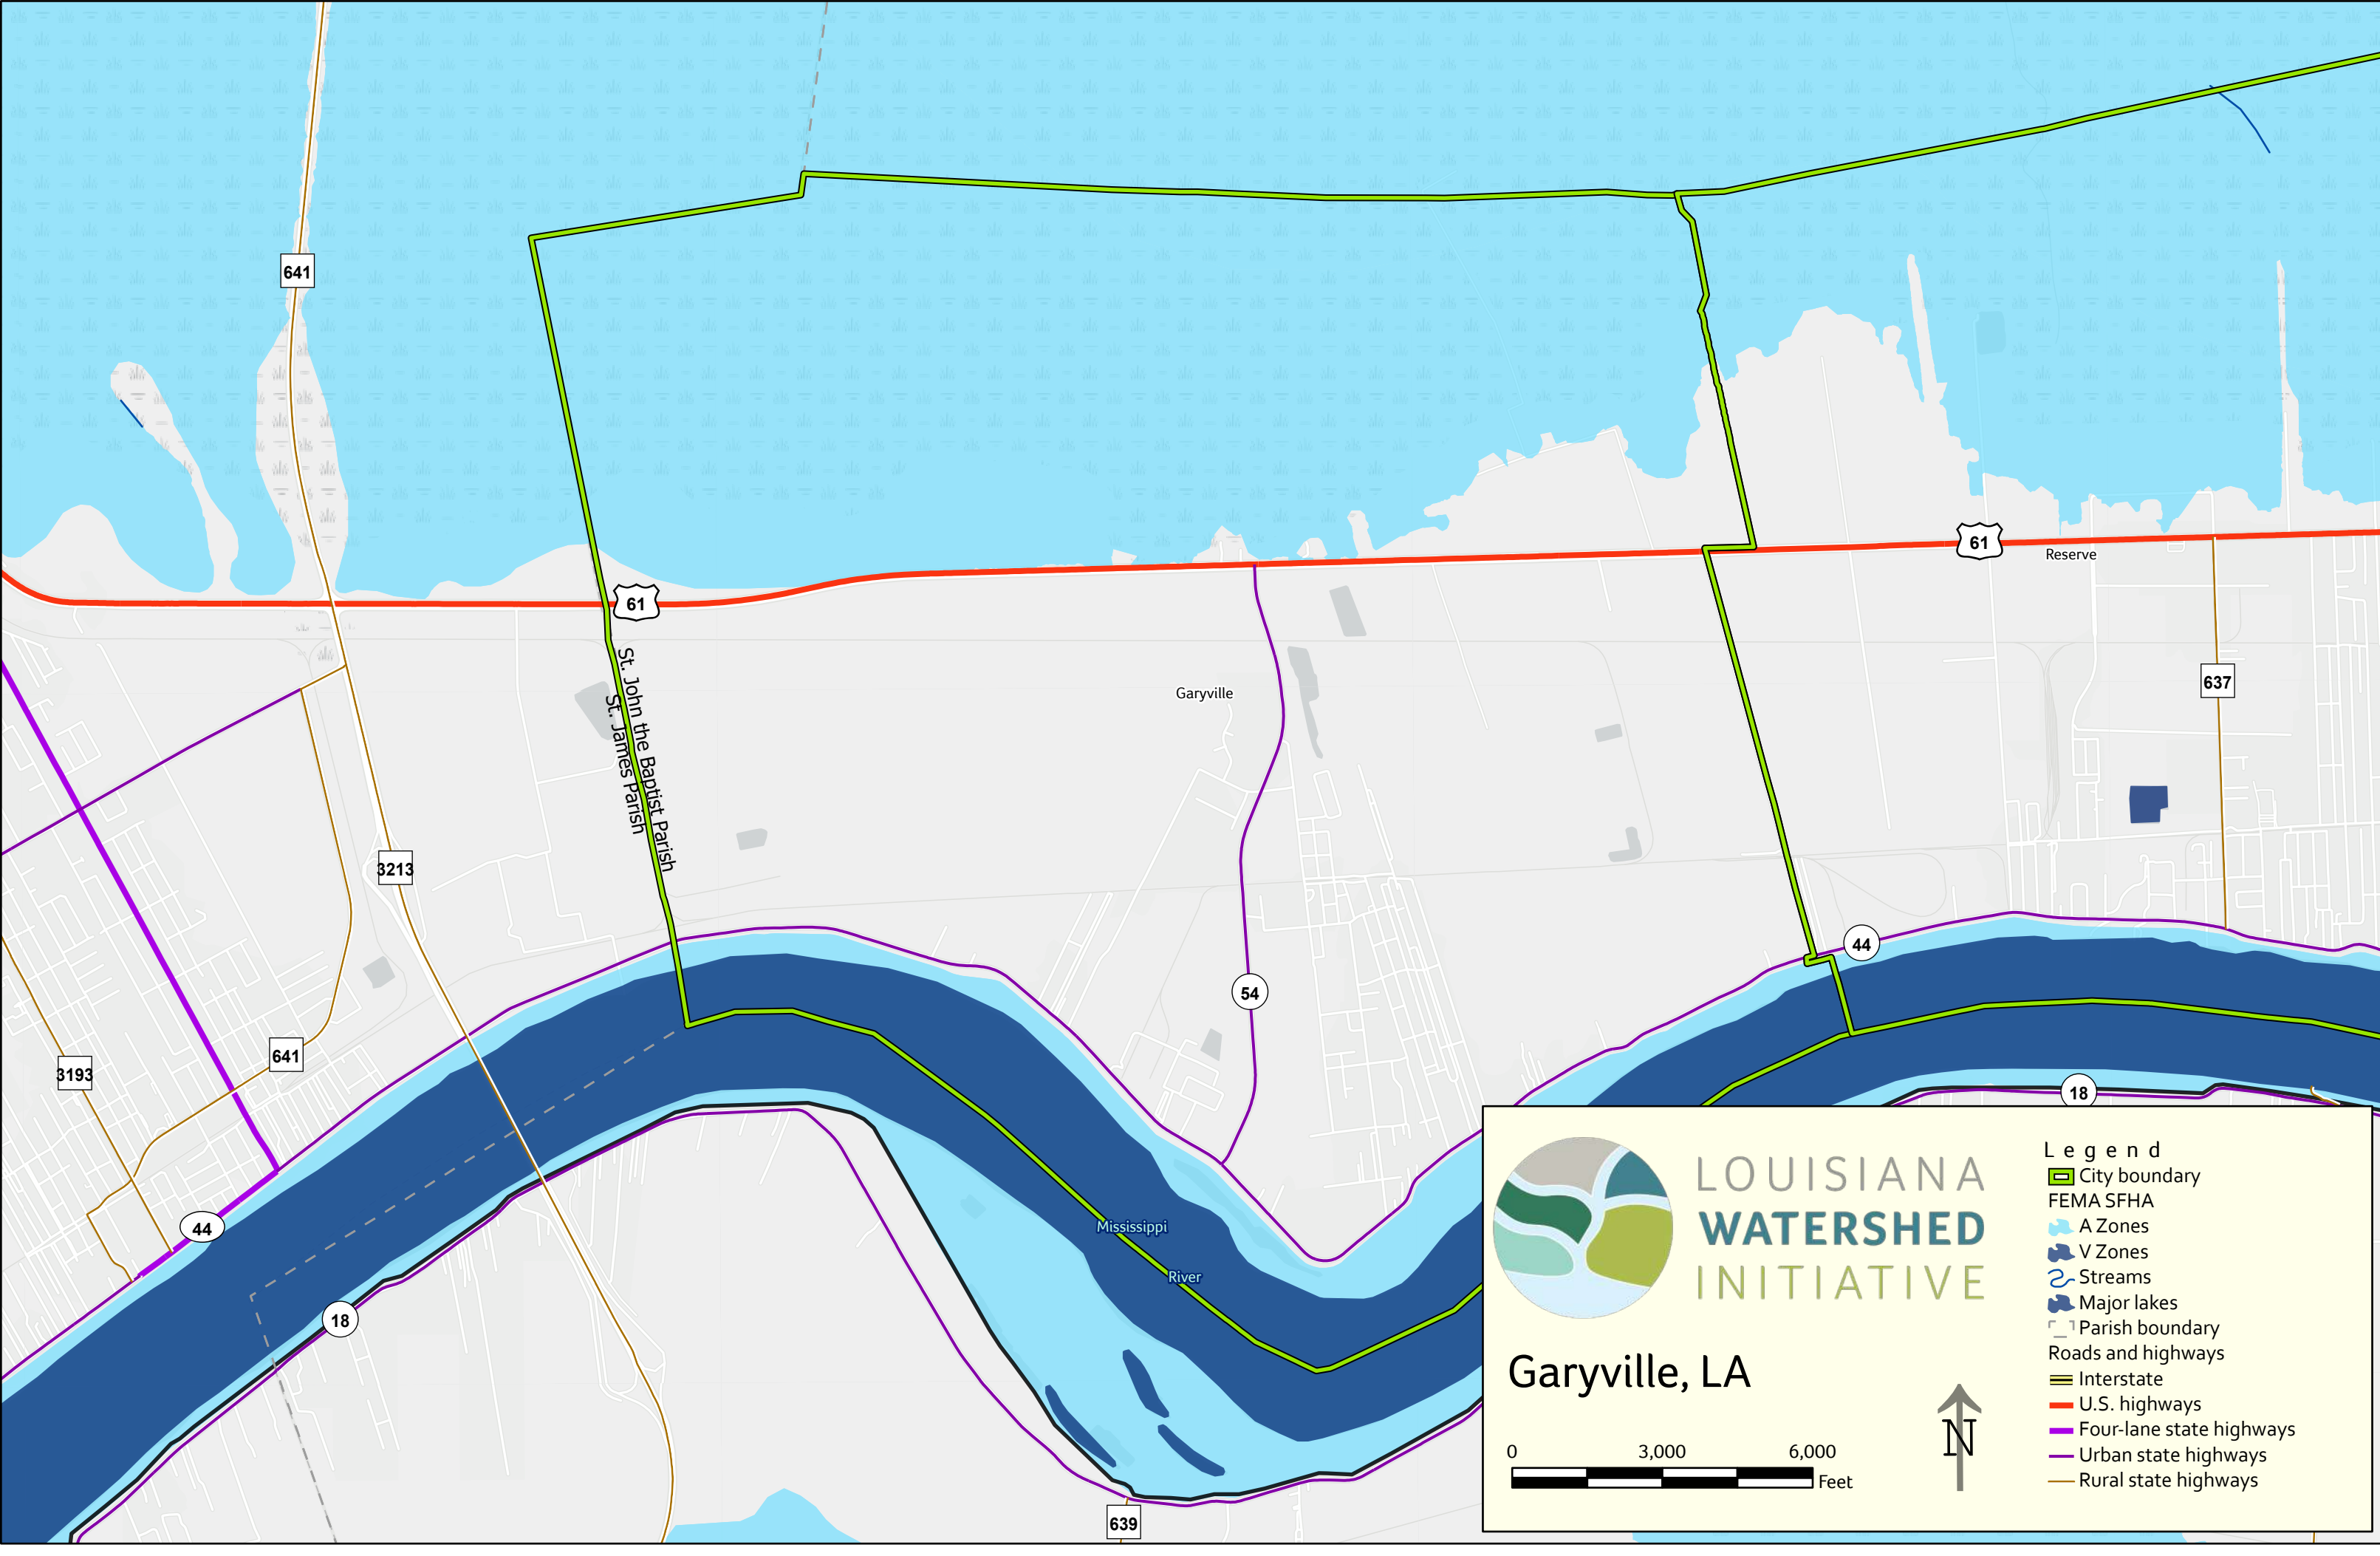 641
61
Reserve
61
637
Garyville
St. John the Baptist Parish
St. James Parish
3213
44
54
641
3193
18
44
Mississippi
River
18
639
LOUISIANA
WATERSHED
INITIATIVE
Garyville, LA
0 3,000 6,000
Feet
N
Legend
City boundary
FEMA SFHA
A Zones
V Zones
Streams
Major lakes
Parish boundary
Roads and highways
Interstate
U.S. highways
Four-lane state highways
Urban state highways
Rural state highways